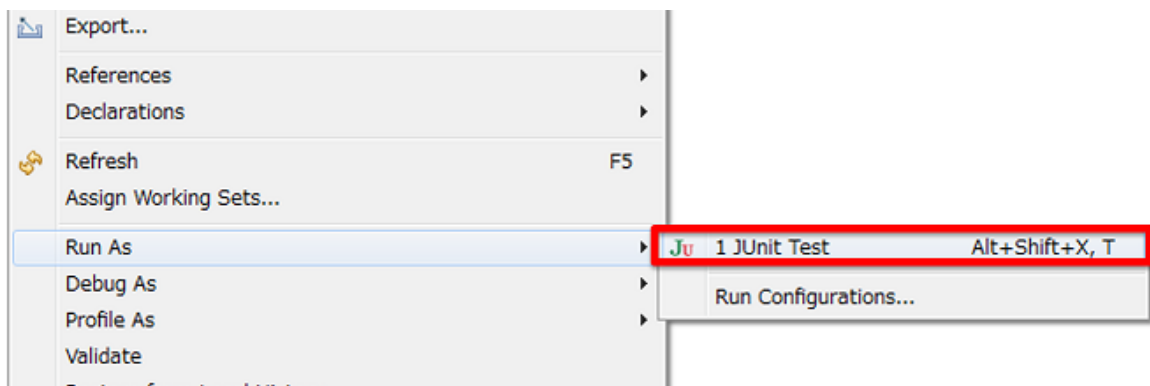 Export...
References
Declarations
Refresh F5
Assign Working Sets...
Run As
JU 1 JUnit Test Alt+Shift+X, T
Debug As
Run Configurations...
Profile As
Validate